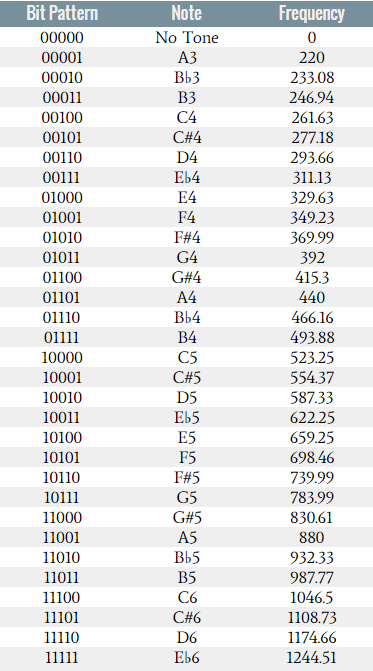 Bit Pattern Note Frequency
00000 No Tone 0
00001 A3 220
00010 B♭3 233.08
00011 B3 246.94
00100 C4 261.63
00101 C#4 277.18
00110 D4 293.66
00111 E♭4 311.13
01000 E4 329.63
01001 F4 349.23
01010 F#4 369.99
01011 G4 392
01100 G#4 415.3
01101 A4 440
01110 B♭4 466.16
01111 B4 493.88
10000 C5 523.25
10001 C#5 554.37
10010 D5 587.33
10011 E♭5 622.25
10100 E5 659.25
10101 F5 698.46
10110 F#5 739.99
10111 G5 783.99
11000 G#5 830.61
11001 A5 880
11010 B♭5 932.33
11011 B5 987.77
11100 C6 1046.5
11101 C#6 1108.73
11110 D6 1174.66
11111 E♭6 1244.51